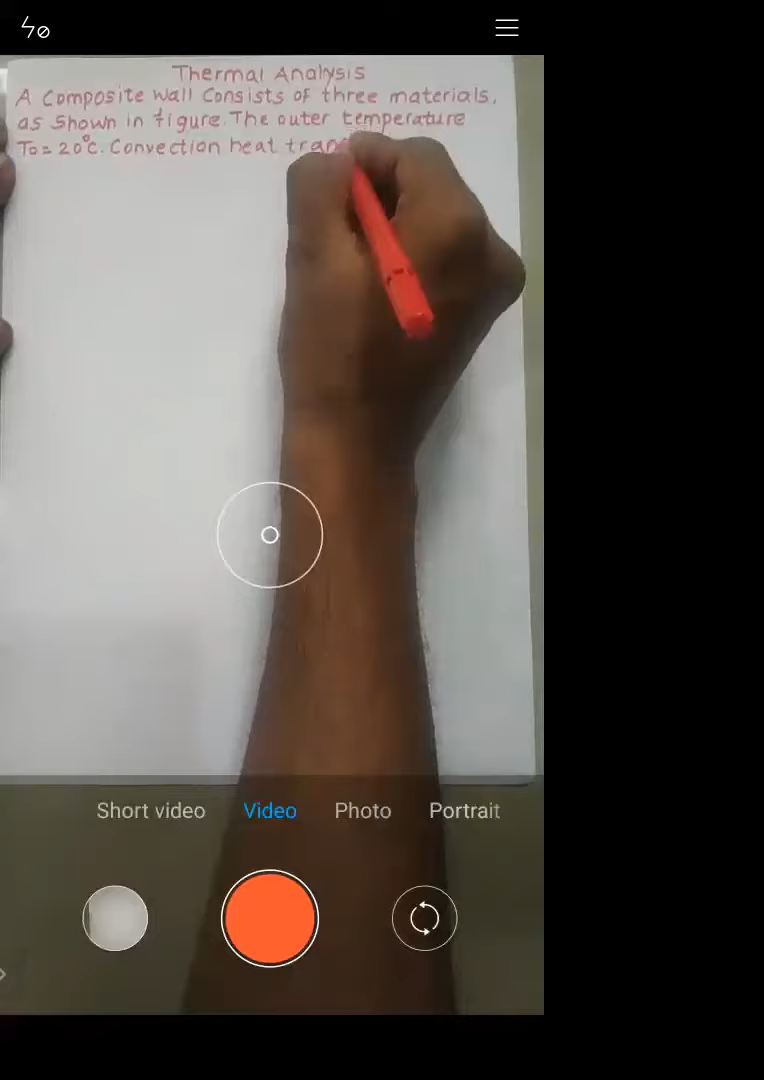 Thermal Analysis
A Composite wall Consists of three materials,
as Shown in figure. The outer temperature
To = 20°C. Convection heat tran
Short video Video Photo Portrait